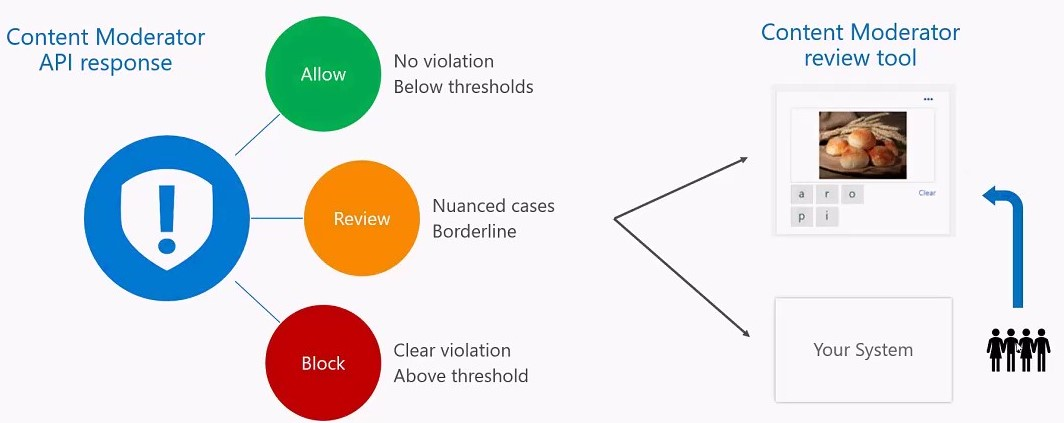 Content Moderator
API response
Allow
No violation
Below thresholds
Review
Nuanced cases
Borderline
Block
Clear violation
Above threshold
Content Moderator
review tool
...
a r o
Clear
p i
Your System